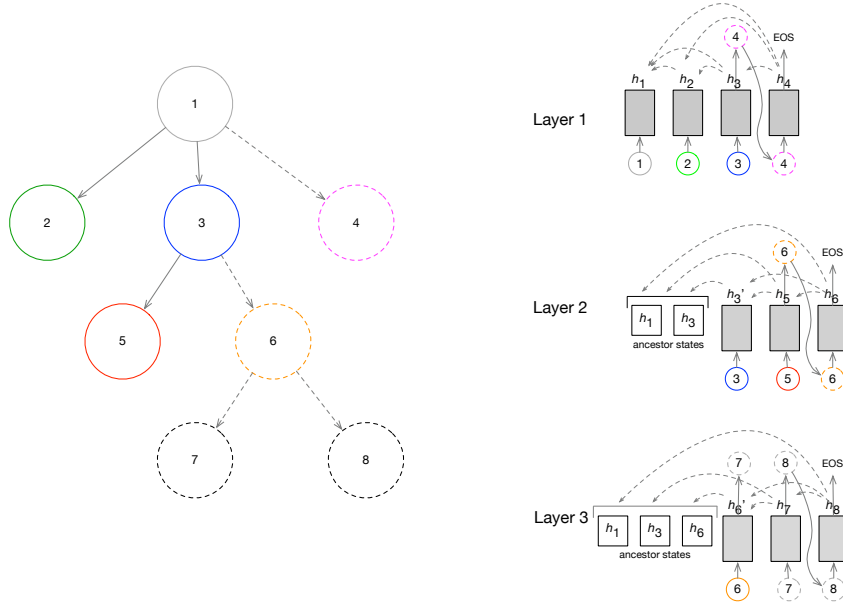 1
2
3
4
5
6
7
8
4
EOS
h1
h2
h3
h4
Layer 1
1
2
3
4
6
EOS
h3'
h5
h6
Layer 2
h1
h3
ancestor states
3
5
6
7
8
EOS
h6'
h7
h8
Layer 3
h1
h3
h6
ancestor states
6
7
8